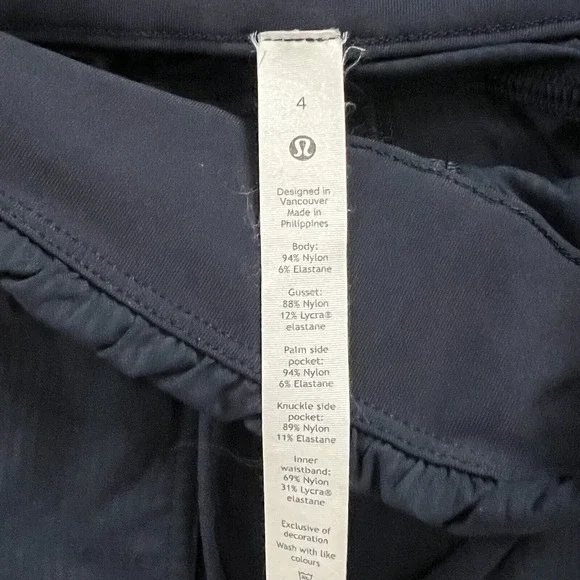 4
Designed in
Vancouver
Made in
Philippines
Body:
94% Nylon
6% Elastane
Gusset:
88% Nylon
12% Lycra®
elastane
Palm side
pocket:
94% Nylon
6% Elastane
Knuckle side
pocket:
89% Nylon
11% Elastane
Inner
waistband:
69% Nylon
31% Lycra®
elastane
Exclusive of
decoration
Wash with like
colours